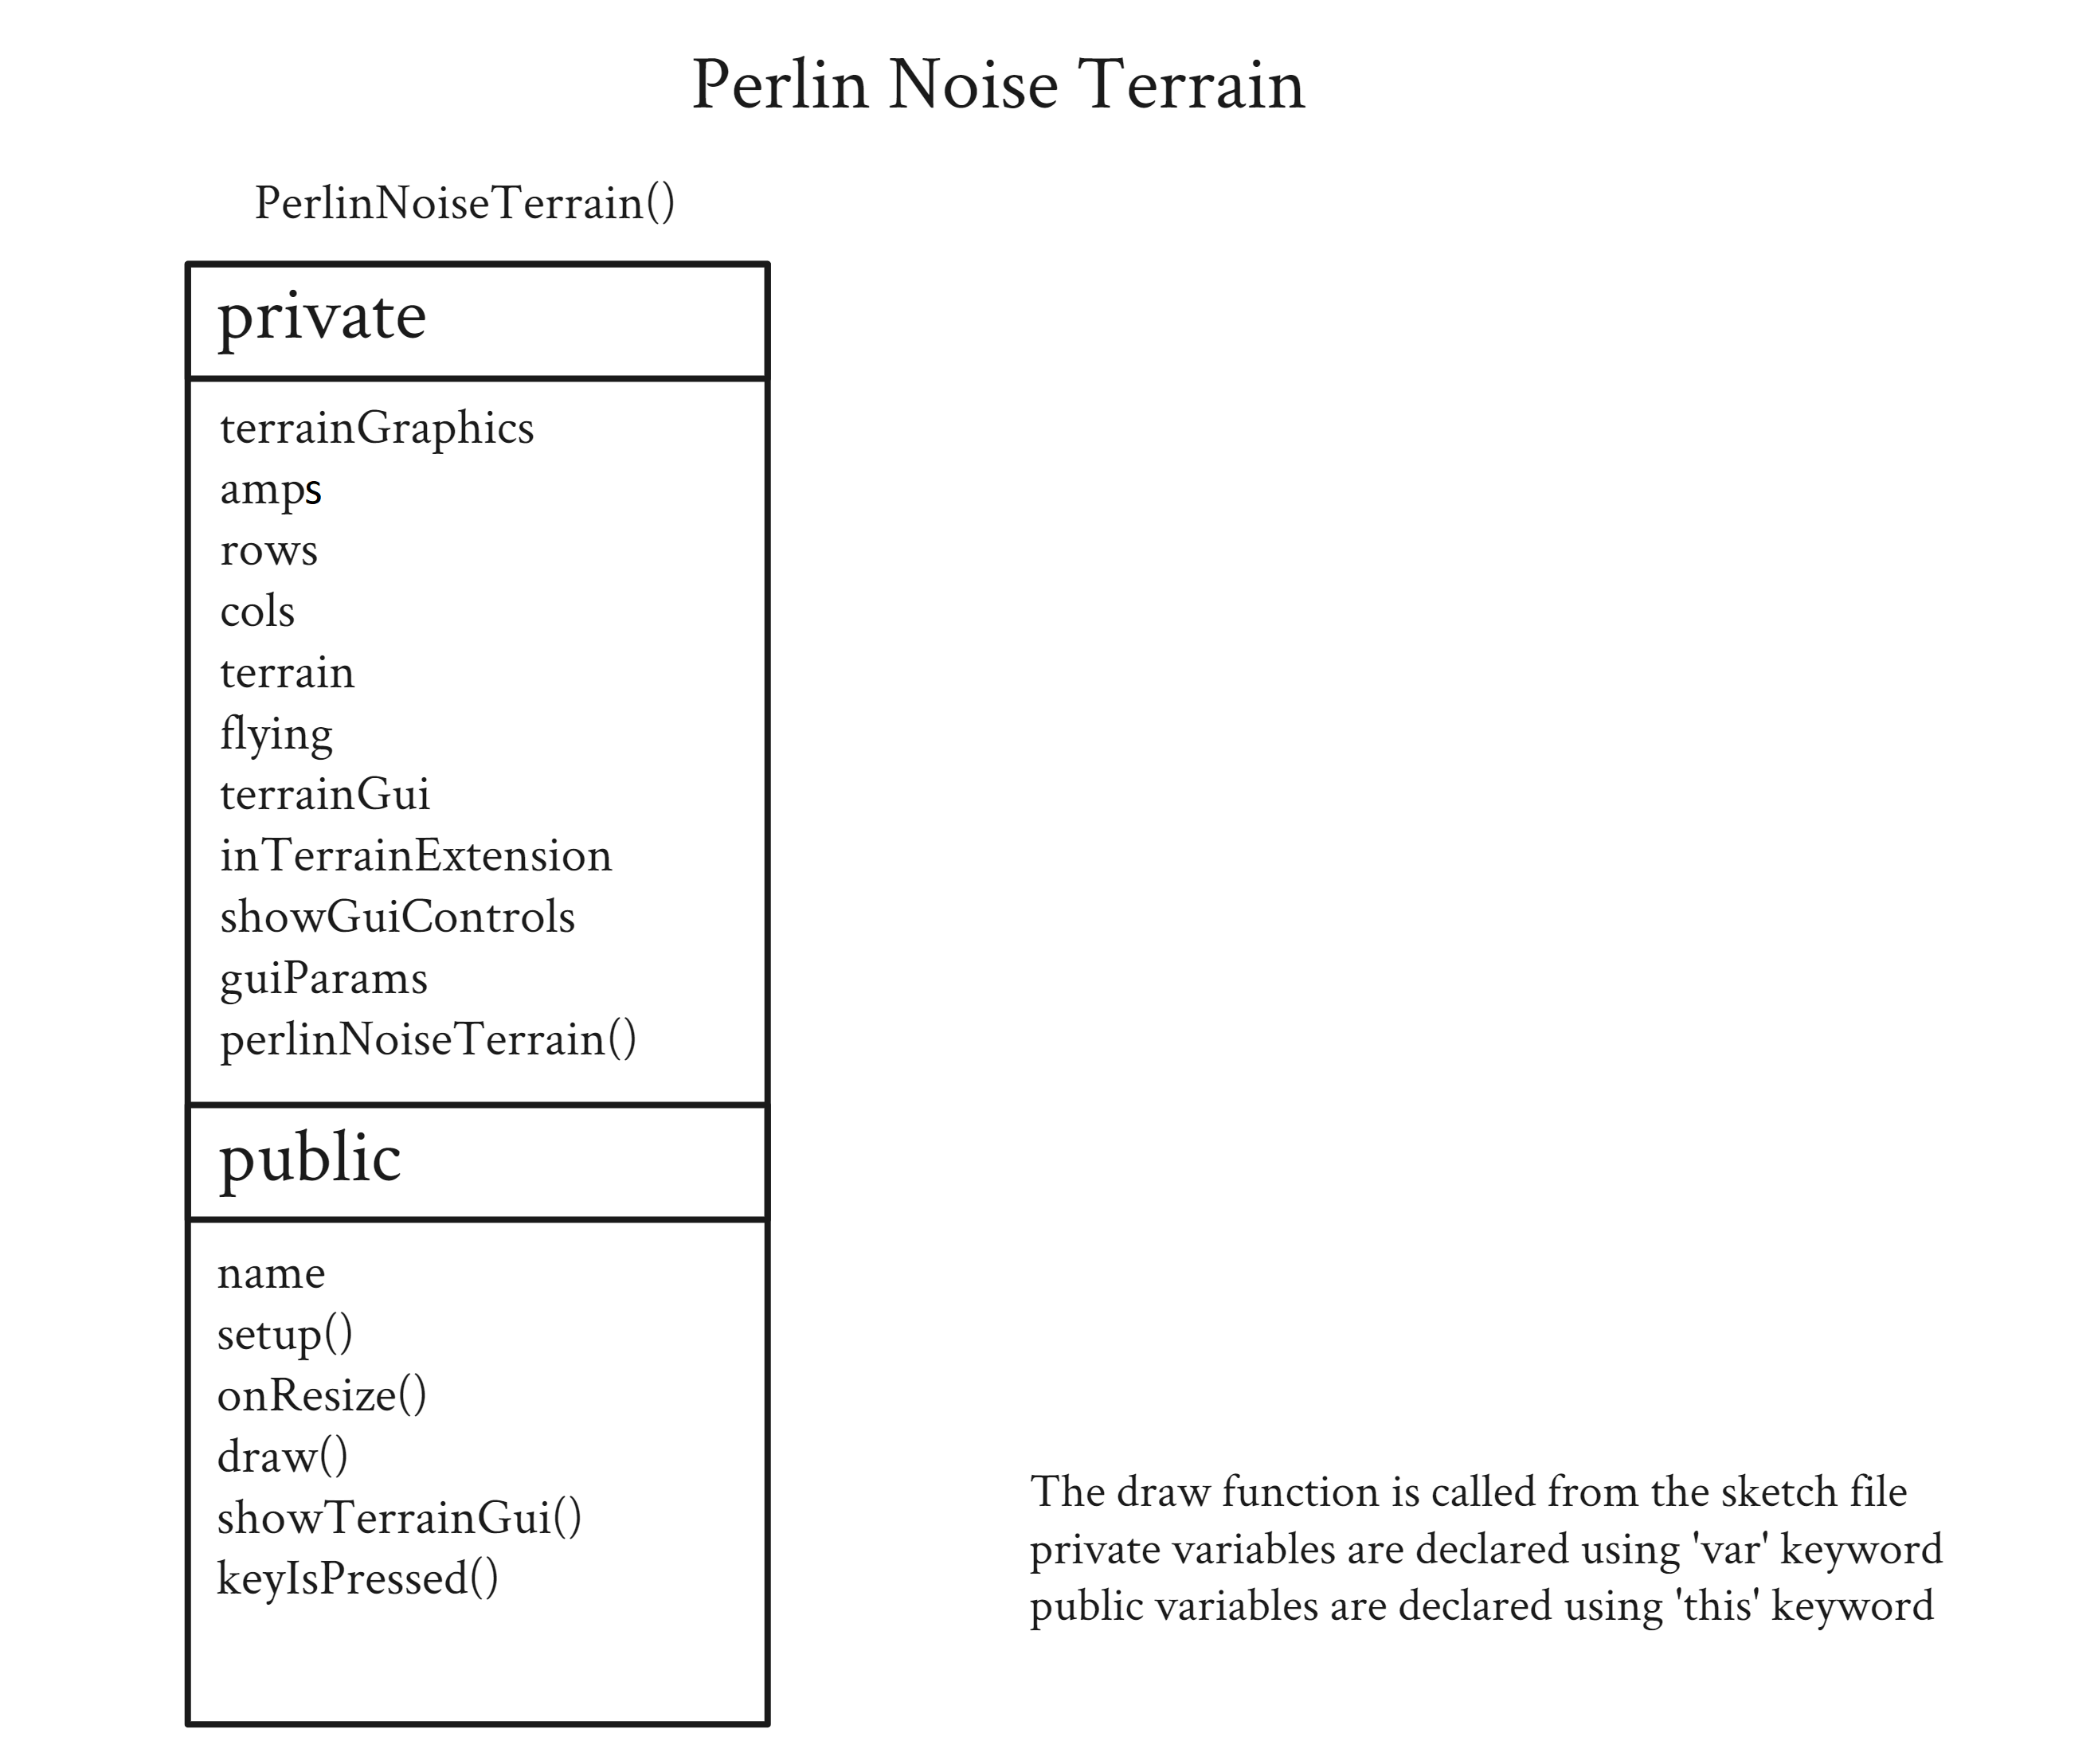 Perlin Noise Terrain
PerlinNoiseTerrain()
private
terrainGraphics
amps
rows
cols
terrain
flying
terrainGui
inTerrainExtension
showGuiControls
guiParams
perlinNoiseTerrain()
public
name
setup()
onResize()
draw()
showTerrainGui()
keyIsPressed()
The draw function is called from the sketch file
private variables are declared using 'var' keyword
public variables are declared using 'this' keyword